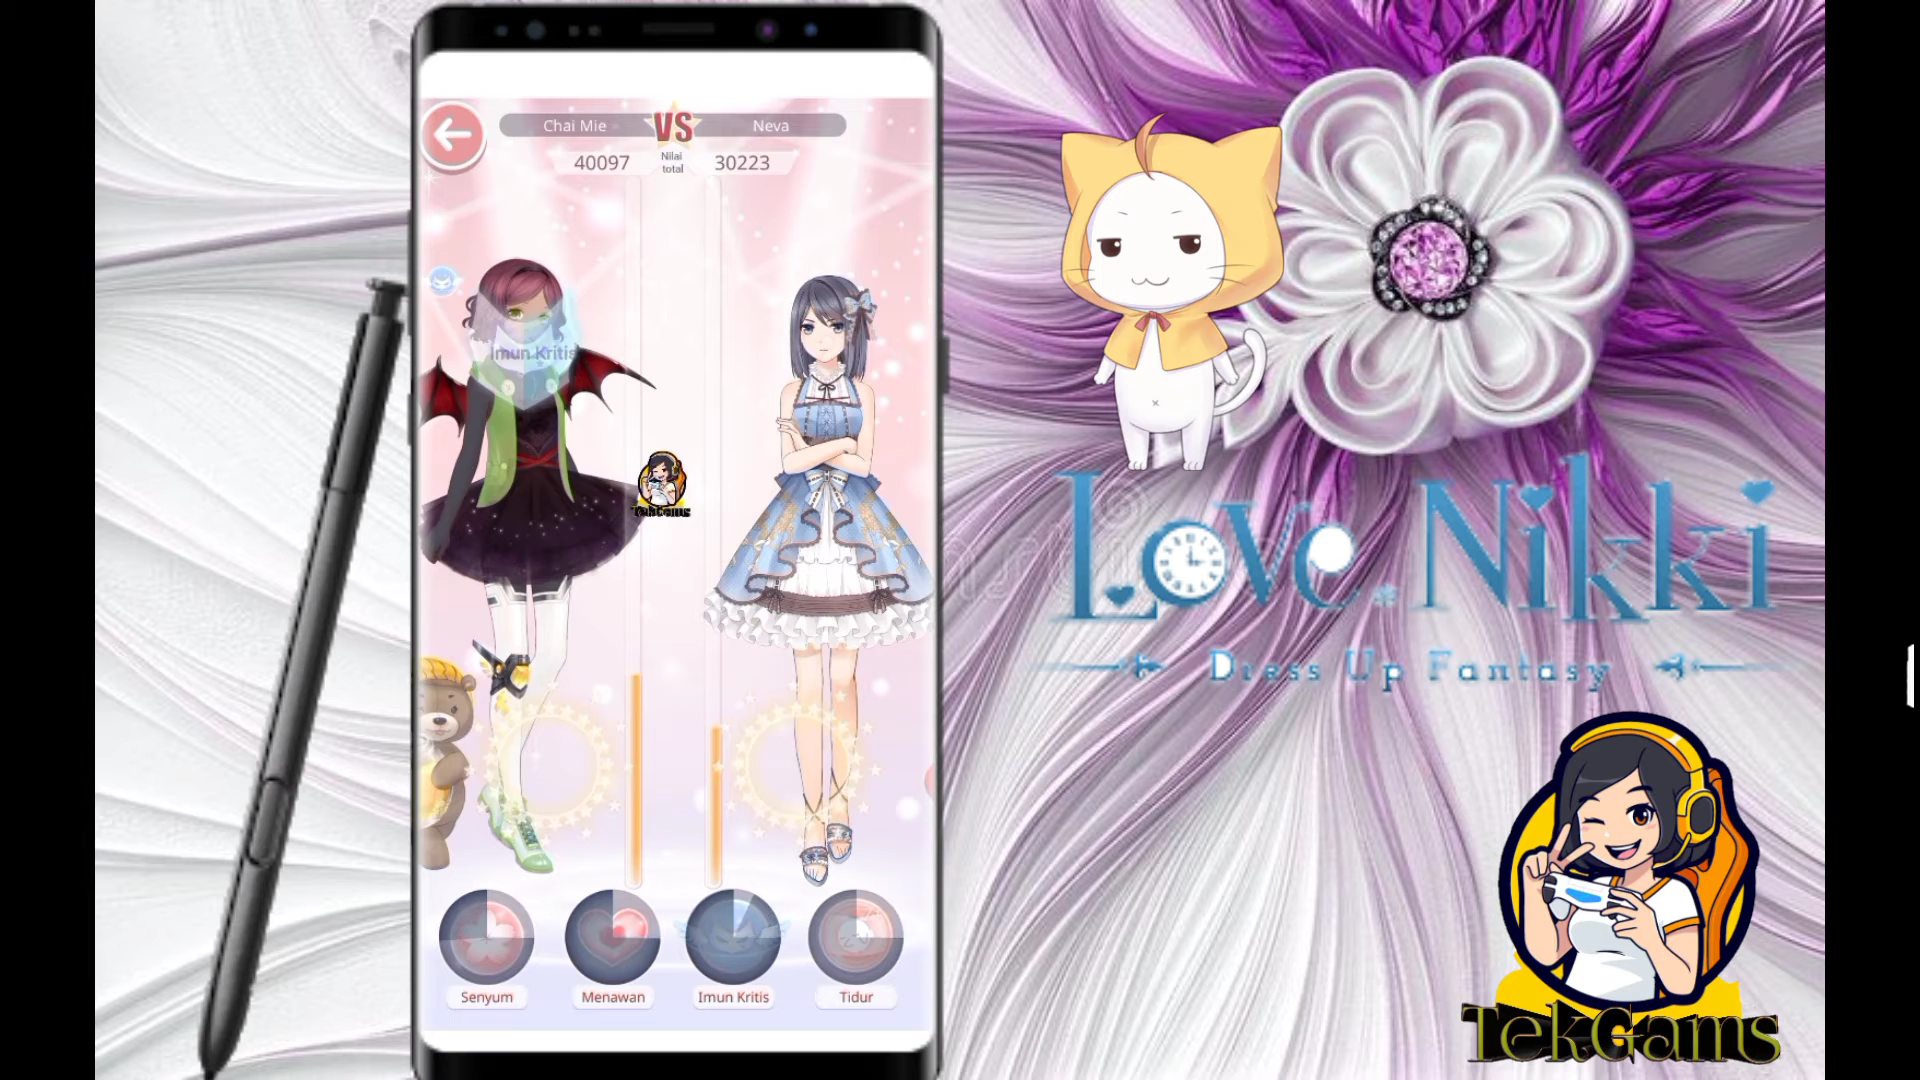 Chai Mie
VS
Neva
40097
Nilai
total
30223
Imun Kritis
TekGams
Love Nikki
Dress Up Fantasy
Senyum
Menawan
Imun Kritis
Tidur
TekGams